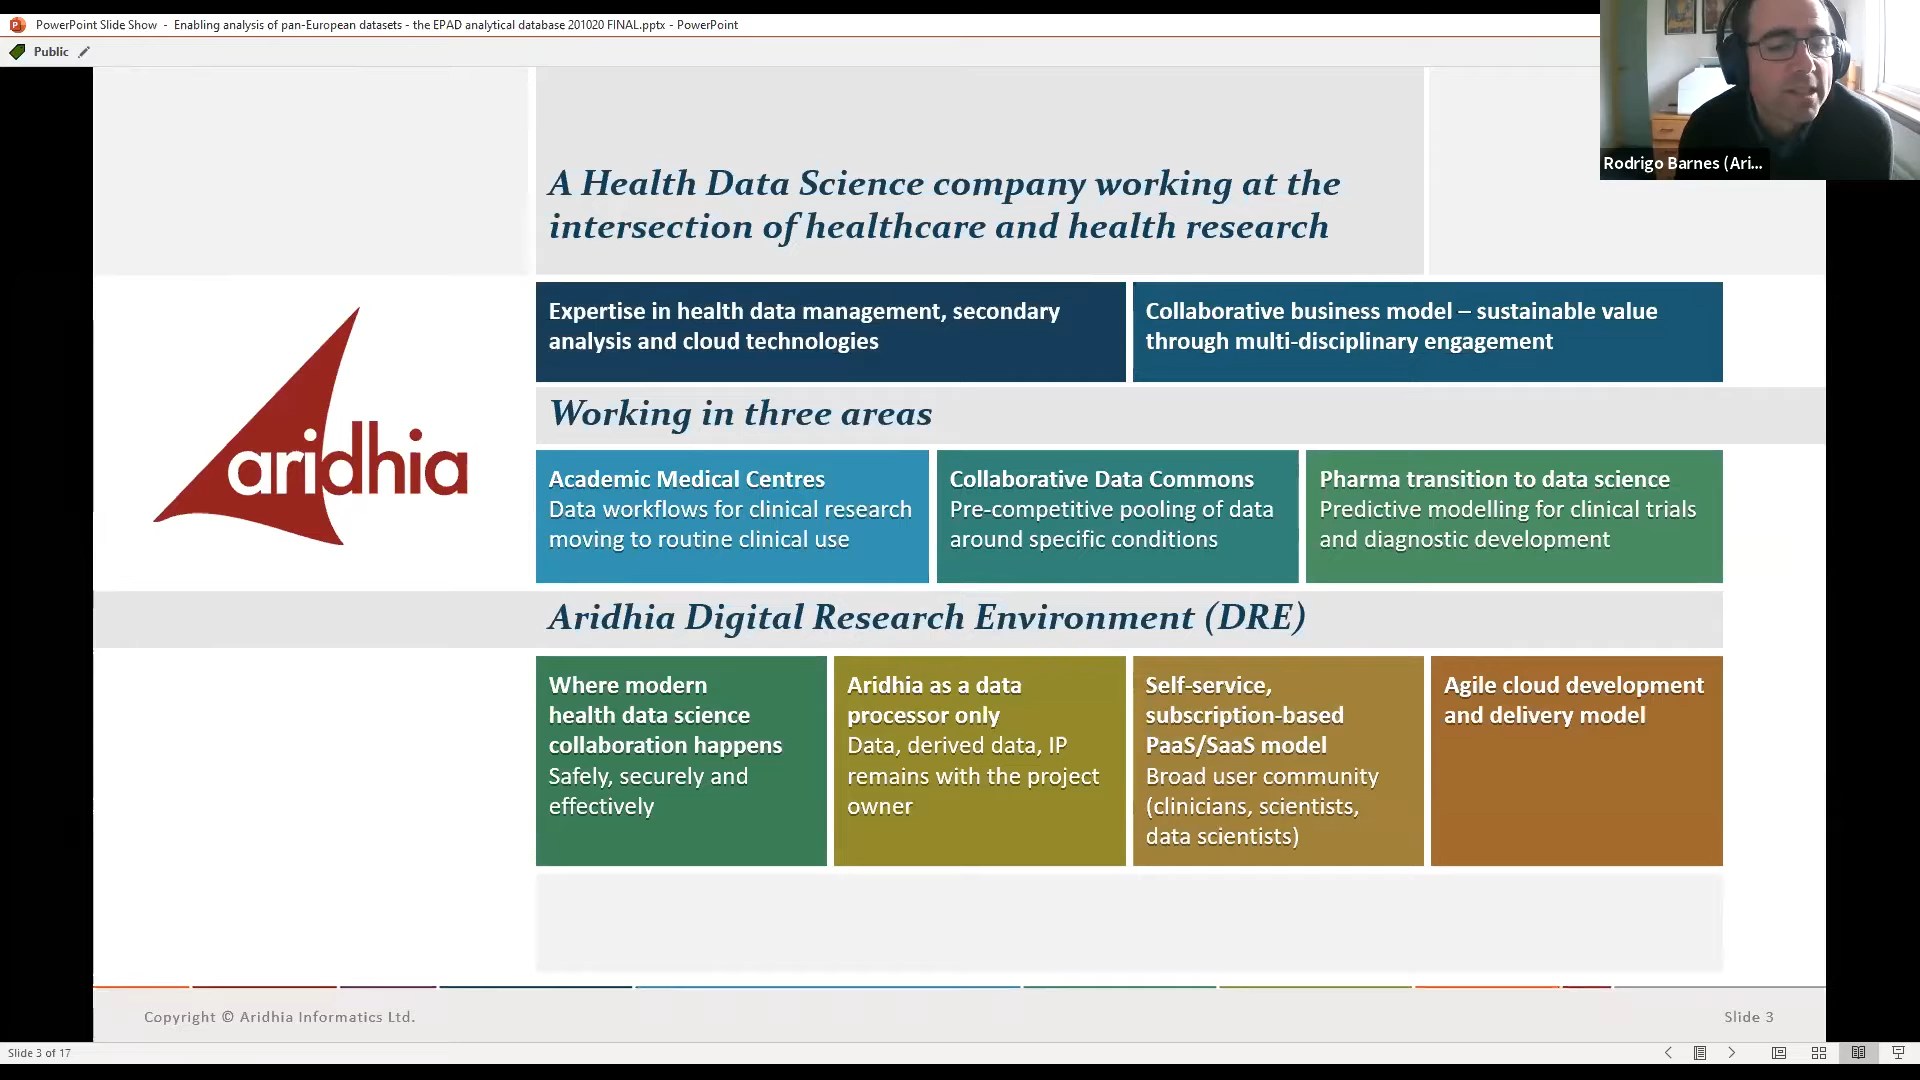 PowerPoint Slide Show - Enabling analysis of pan-European datasets - the EPAD analytical database 201020 FINAL.pptx - PowerPoint
Public
Rodrigo Barnes (Ari...
A Health Data Science company working at the
intersection of healthcare and health research
Expertise in health data management, secondary
analysis and cloud technologies
Collaborative business model – sustainable value
through multi-disciplinary engagement
aridhia
Working in three areas
Academic Medical Centres
Data workflows for clinical research
moving to routine clinical use
Collaborative Data Commons
Pre-competitive pooling of data
around specific conditions
Pharma transition to data science
Predictive modelling for clinical trials
and diagnostic development
Aridhia Digital Research Environment (DRE)
Where modern
health data science
collaboration happens
Safely, securely and
effectively
Aridhia as a data
processor only
Data, derived data, IP
remains with the project
owner
Self-service,
subscription-based
PaaS/SaaS model
Broad user community
(clinicians, scientists,
data scientists)
Agile cloud development
and delivery model
Copyright © Aridhia Informatics Ltd.
Slide 3
Slide 3 of 17